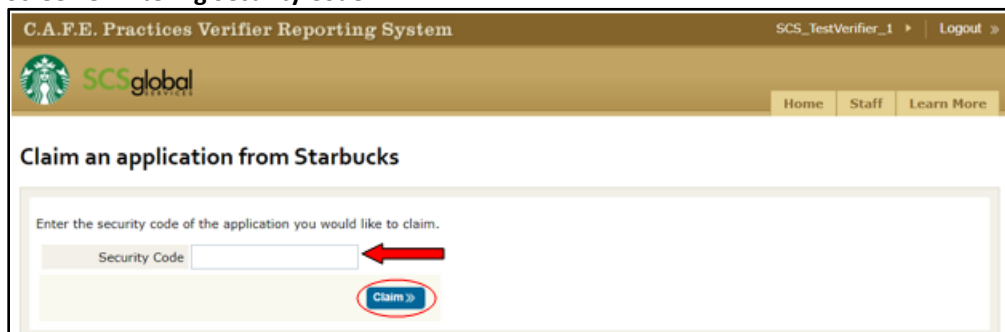 C.A.F.E. Practices Verifier Reporting System
SCS_TestVerifier_1 Logout »
SCSglobal
SERVICES
Home Staff Learn More
Claim an application from Starbucks
Enter the security code of the application you would like to claim.
Security Code
Claim »